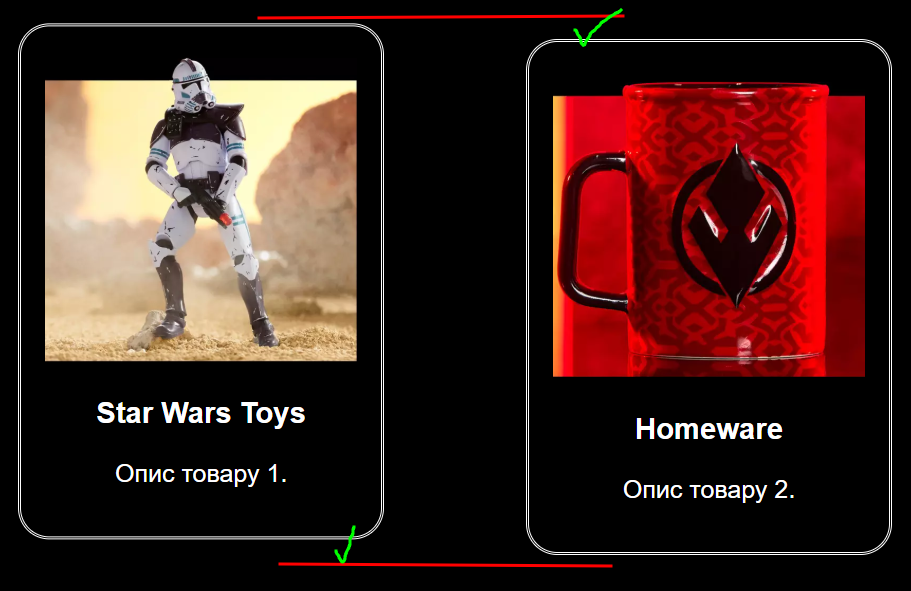 Star Wars Toys
Опис товару 1.
Homeware
Опис товару 2.